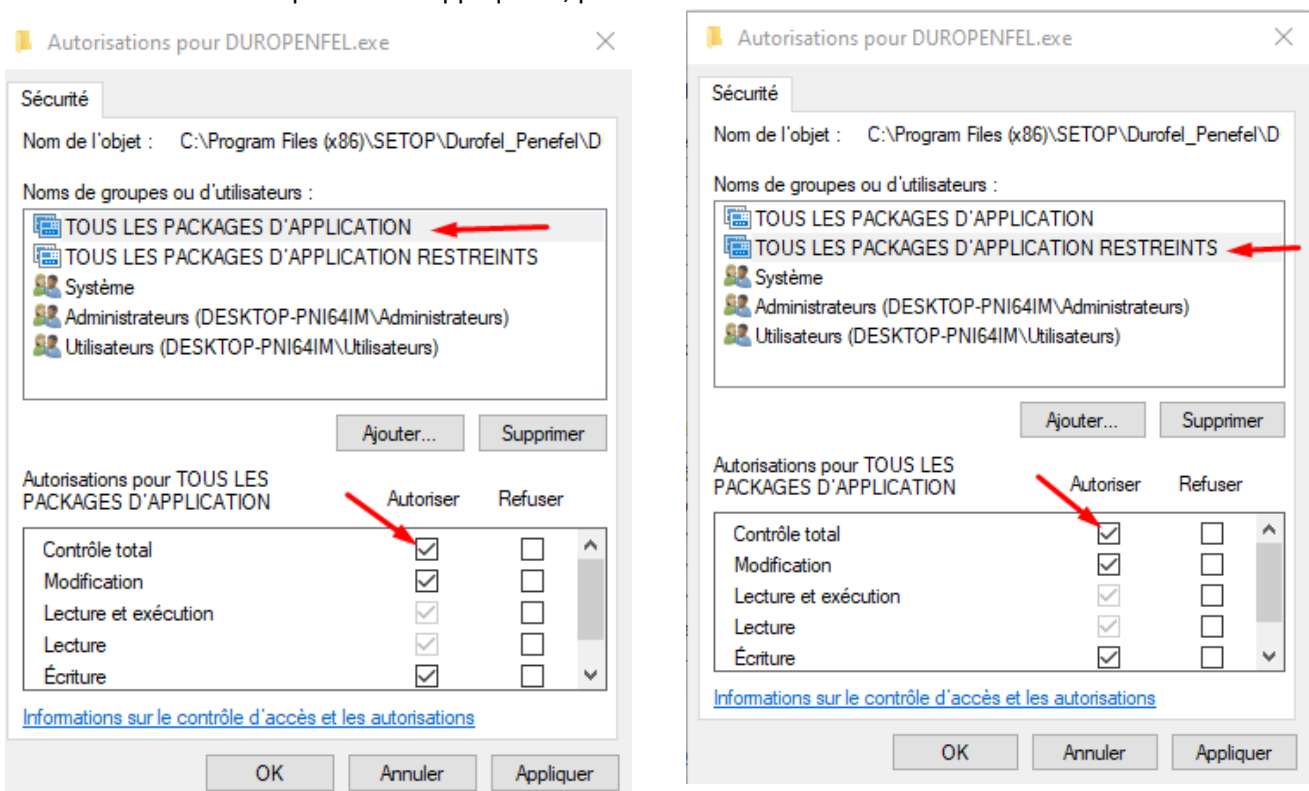 Autorisations pour DUROPENFEL.exe
Sécurité
Nom de l'objet : C:\Program Files (x86)\SETOP\Durofel_Penefel\D
Noms de groupes ou d'utilisateurs :
TOUS LES PACKAGES D'APPLICATION
TOUS LES PACKAGES D'APPLICATION RESTREINTS
Système
Administrateurs (DESKTOP-PNI64IM\Administrateurs)
Utilisateurs (DESKTOP-PNI64IM\Utilisateurs)
Ajouter... Supprimer
Autorisations pour TOUS LES
PACKAGES D'APPLICATION Autoriser Refuser
Contrôle total
Modification
Lecture et exécution
Lecture
Écriture
Informations sur le contrôle d'accès et les autorisations
OK Annuler Appliquer
Autorisations pour DUROPENFEL.exe
Sécurité
Nom de l'objet : C:\Program Files (x86)\SETOP\Durofel_Penefel\D
Noms de groupes ou d'utilisateurs :
TOUS LES PACKAGES D'APPLICATION
TOUS LES PACKAGES D'APPLICATION RESTREINTS
Système
Administrateurs (DESKTOP-PNI64IM\Administrateurs)
Utilisateurs (DESKTOP-PNI64IM\Utilisateurs)
Ajouter... Supprimer
Autorisations pour TOUS LES
PACKAGES D'APPLICATION Autoriser Refuser
Contrôle total
Modification
Lecture et exécution
Lecture
Écriture
Informations sur le contrôle d'accès et les autorisations
OK Annuler Appliquer